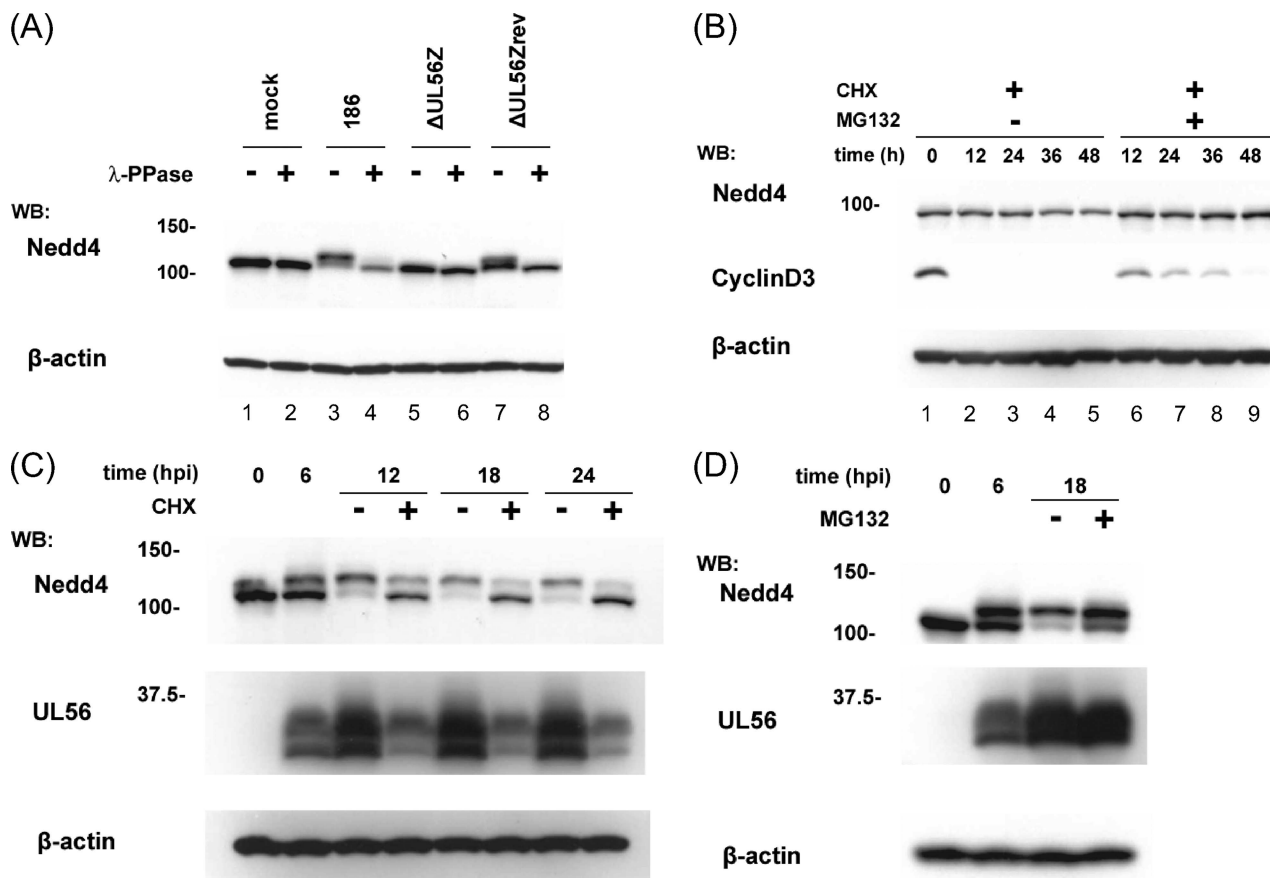 (A)
mock
186
ΔUL56Z
ΔUL56Zrev
λ-PPase - + - + - + - +
WB:
150-
Nedd4
100-
β-actin
1 2 3 4 5 6 7 8
(B)
CHX + +
MG132 - +
WB: time (h) 0 12 24 36 48 12 24 36 48
Nedd4 100-
CyclinD3
β-actin
1 2 3 4 5 6 7 8 9
(C)
time (hpi) 0 6 12 18 24
CHX - + - + - +
WB:
150-
Nedd4
100-
37.5-
UL56
β-actin
(D)
time (hpi) 0 6 18
MG132 - +
WB:
150-
Nedd4
100-
37.5-
UL56
β-actin